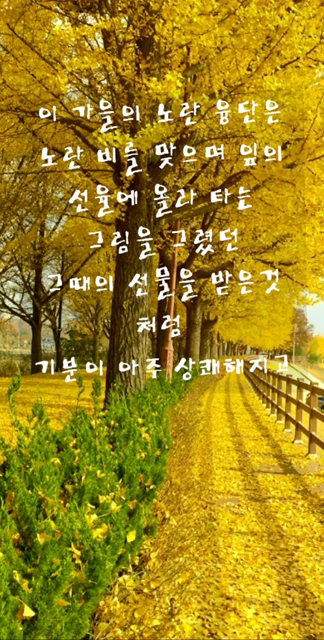 이 가을의 노란 융단은
노란 비를 맞으며 잎의
선율에 올라 타는
그림을 그렸던
그때의 선물을 받은것
처럼
기분이 아주 상쾌해지고